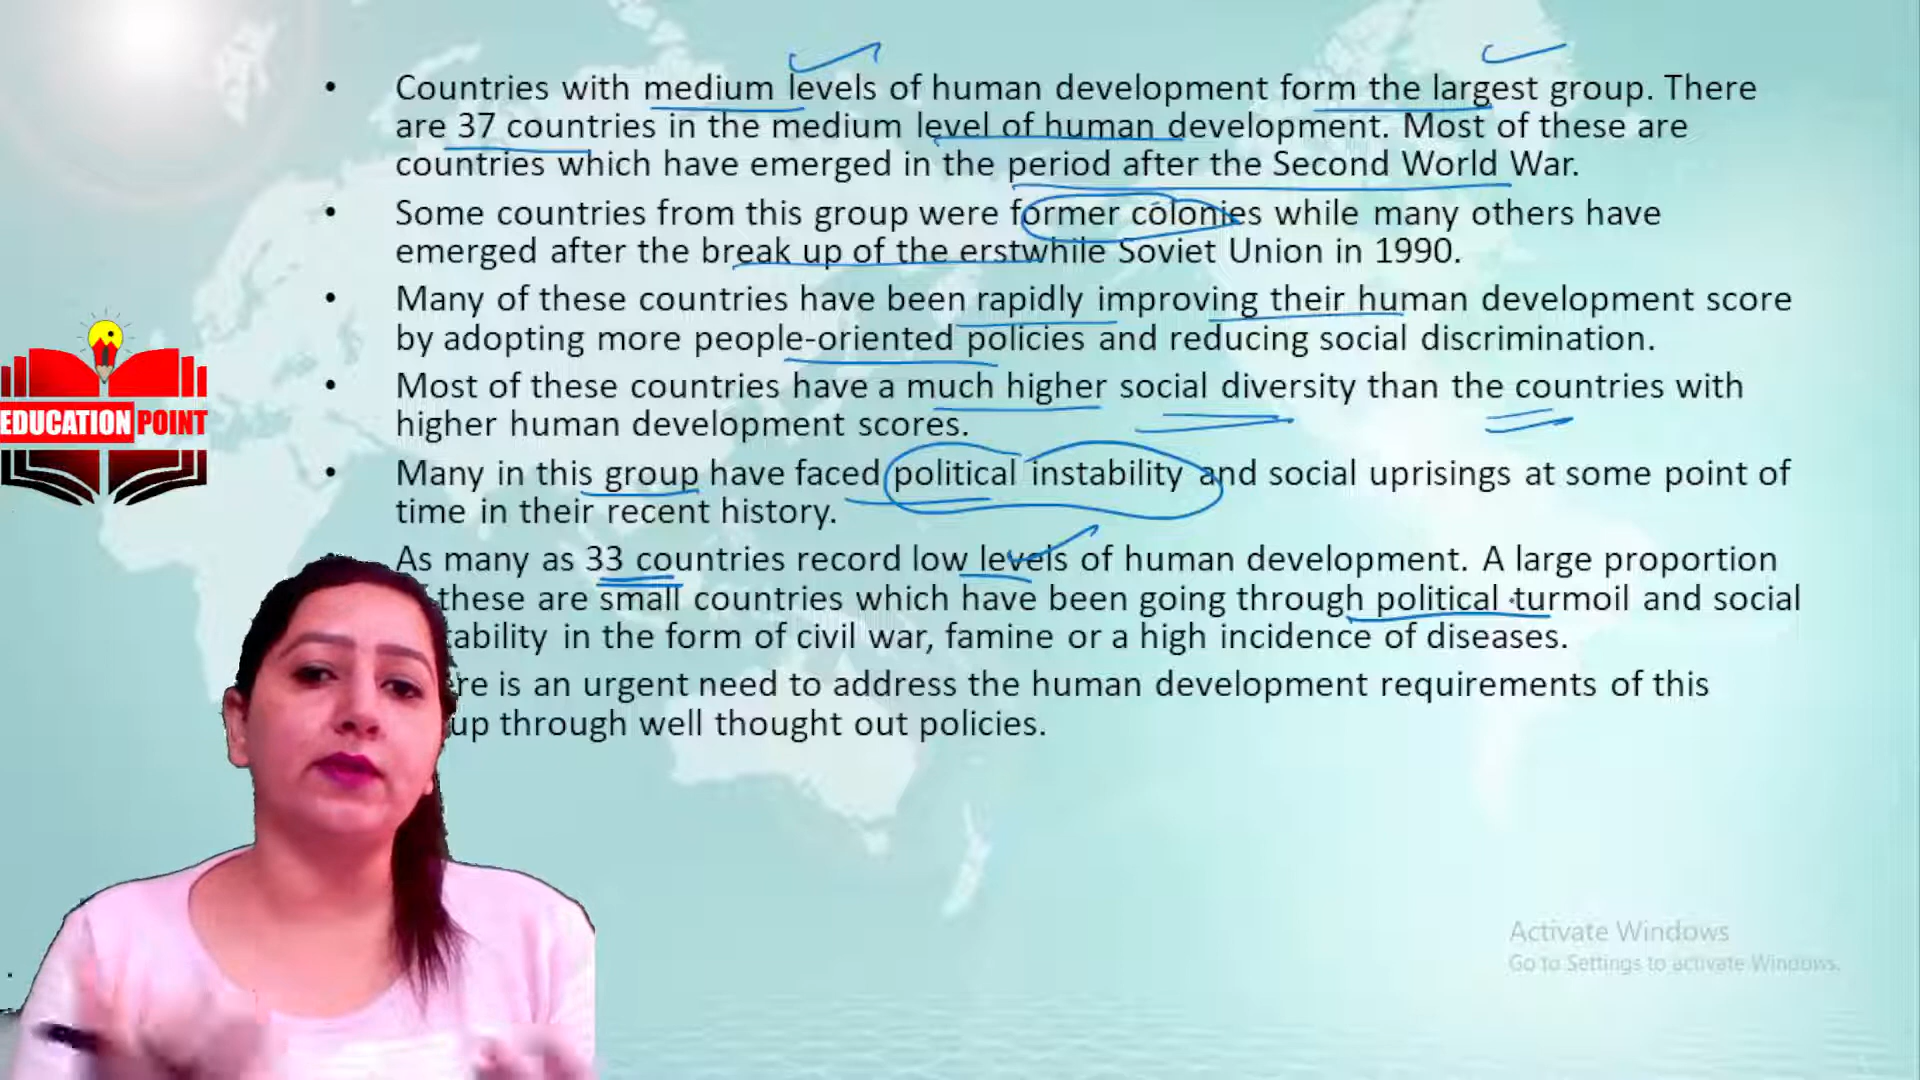 Countries with medium levels of human development form the largest group. There
are 37 countries in the medium level of human development. Most of these are
countries which have emerged in the period after the Second World War.
Some countries from this group were former colonies while many others have
emerged after the break up of the erstwhile Soviet Union in 1990.
Many of these countries have been rapidly improving their human development score
by adopting more people-oriented policies and reducing social discrimination.
Most of these countries have a much higher social diversity than the countries with
higher human development scores.
Many in this group have faced political instability and social uprisings at some point of
time in their recent history.
As many as 33 countries record low levels of human development. A large proportion
these are small countries which have been going through political turmoil and social
in the form of civil war, famine or a high incidence of diseases.
is an urgent need to address the human development requirements of this
through well thought out policies.
EDUCATION POINT
Activate Windows
Go to Settings to activate Windows.